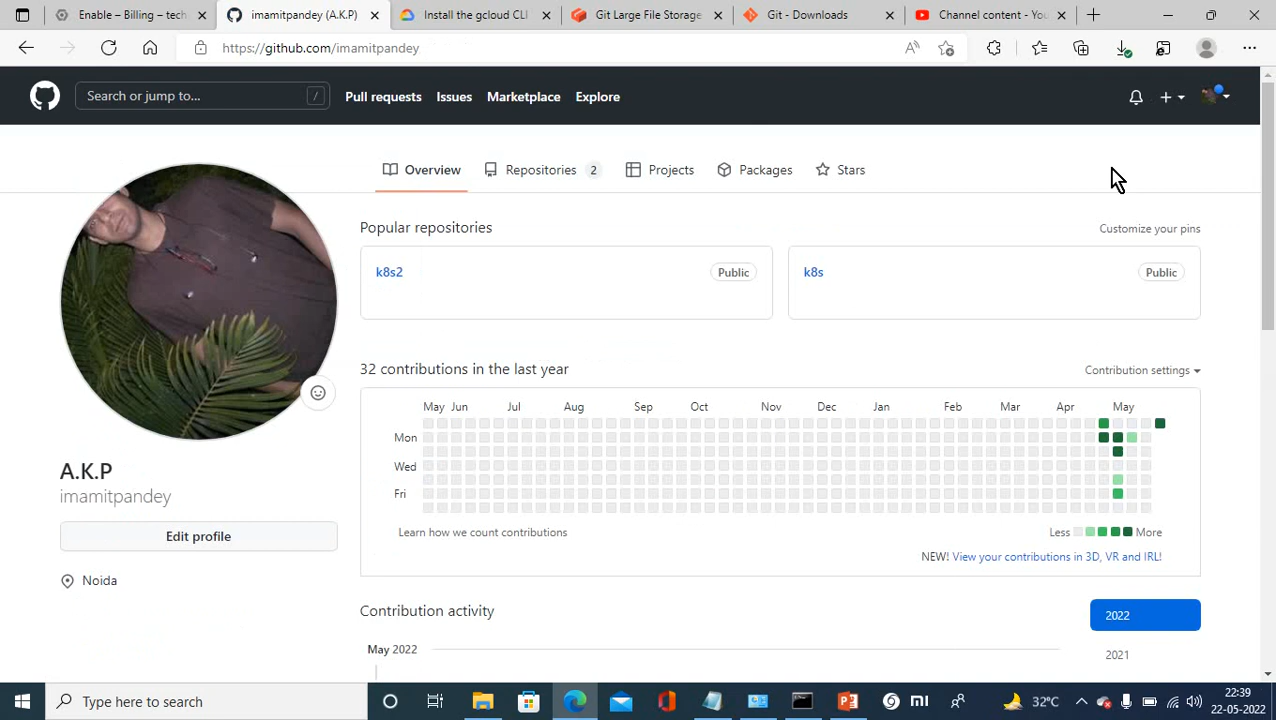 Enable – Billing – tech
imamitpandey (A.K.P)
Install the gcloud CLI
Git Large File Storage
Git - Downloads
Channel content - Yo
https://github.com/imamitpandey
Search or jump to... /
Pull requests
Issues
Marketplace
Explore
Overview
Repositories 2
Projects
Packages
Stars
Popular repositories
Customize your pins
k8s2 Public
k8s Public
32 contributions in the last year
Contribution settings
May Jun Jul Aug Sep Oct Nov Dec Jan Feb Mar Apr May
Mon
Wed
Fri
Learn how we count contributions
Less More
NEW! View your contributions in 3D, VR and IRL!
A.K.P
imamitpandey
Edit profile
Noida
Contribution activity
2022
May 2022
2021
Type here to search
32°C
22:39
22-05-2022